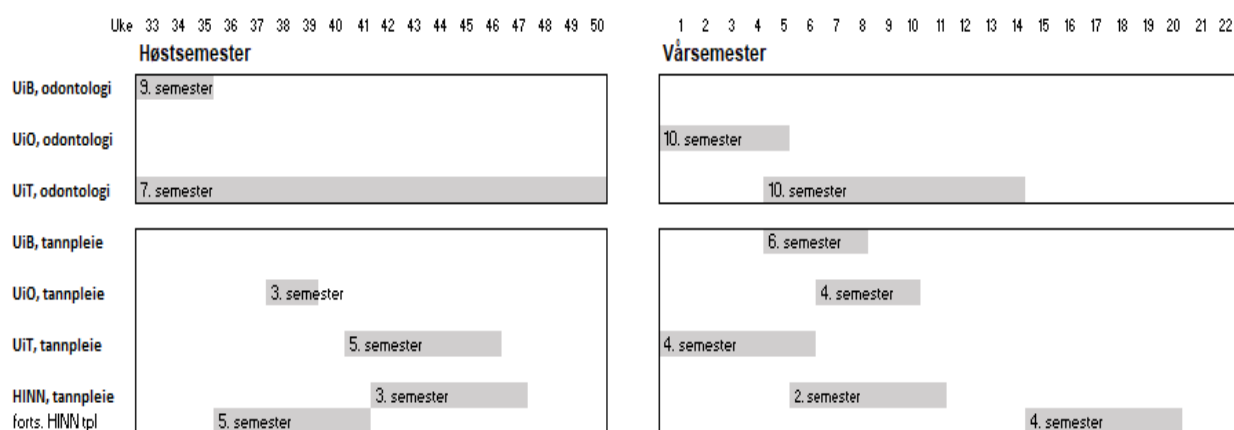 Uke 33 34 35 36 37 38 39 40 41 42 43 44 45 46 47 48 49 50 1 2 3 4 5 6 7 8 9 10 11 12 13 14 15 16 17 18 19 20 21 22
Høstsemester Vårsemester
UiB, odontologi 9. semester
UiO, odontologi 10. semester
UiT, odontologi 7. semester 10. semester
UiB, tannpleie 6. semester
UiO, tannpleie 3. semester 4. semester
UiT, tannpleie 5. semester 4. semester
HINN, tannpleie 3. semester 2. semester
forts. HINN tpl 5. semester 4. semester